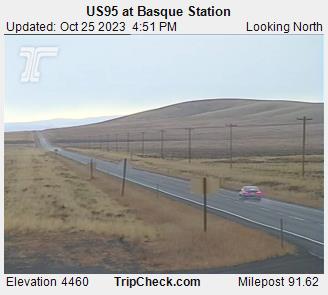 US95 at Basque Station
Updated: Oct 25 2023 4:51 PM Looking North
Elevation 4460 TripCheck.com Milepost 91.62